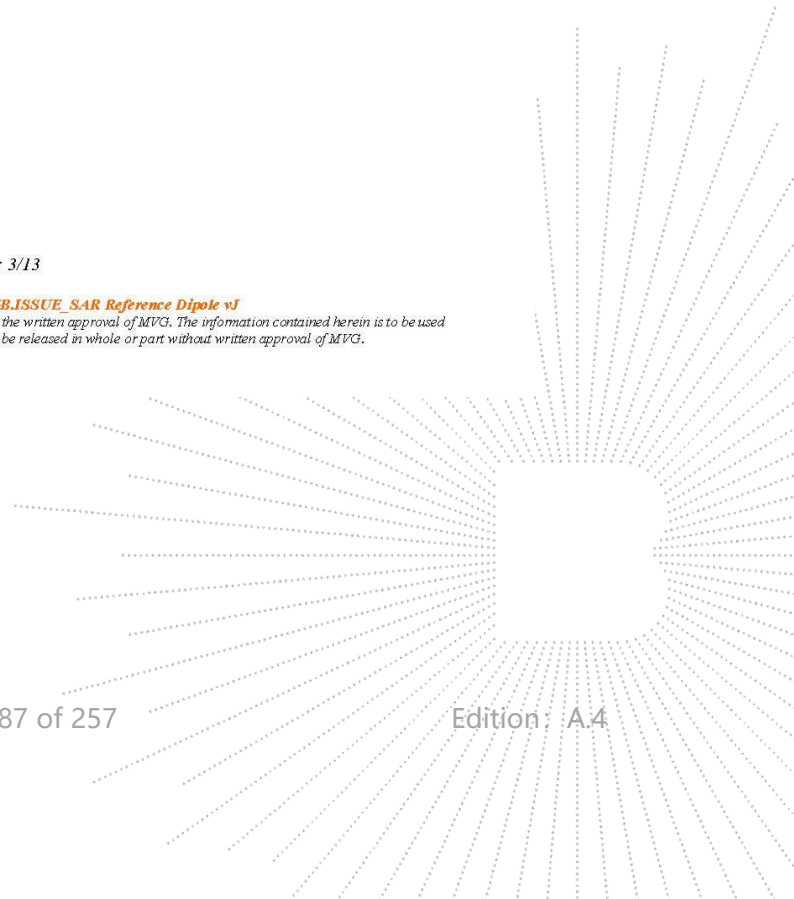 : 3/13
B.ISSUE_SAR Reference Dipole vJ
the written approval of MVG. The information contained herein is to be used
be released in whole or part without written approval of MVG.
87 of 257
Edition: A.4